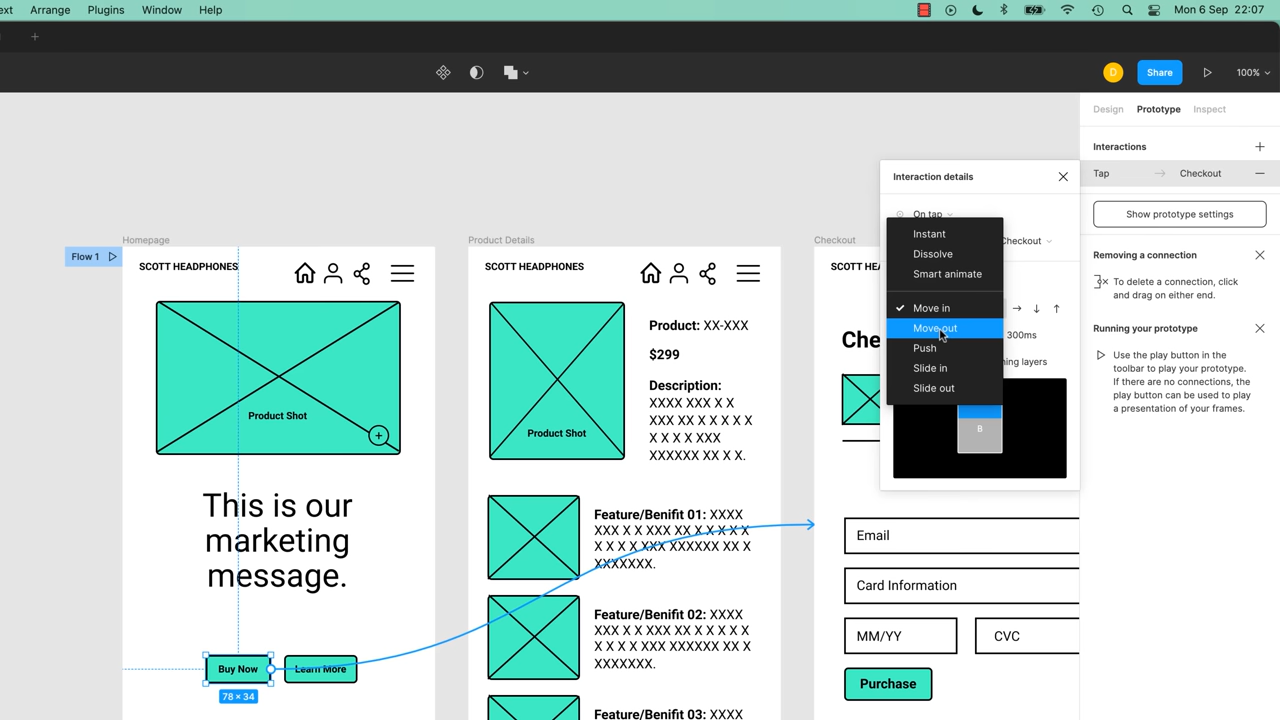 ext Arrange Plugins Window Help Mon 6 Sep 22:07
D Share 100%
Design Prototype Inspect
Interactions
Tap Checkout
Show prototype settings
Removing a connection
To delete a connection, click
and drag on either end.
Running your prototype
Use the play button in the
toolbar to play your prototype.
If there are no connections, the
play button can be used to play
a presentation of your frames.
Interaction details
On tap
Checkout
Instant
Dissolve
Smart animate
Move in
Move out
Push
Slide in
Slide out
300ms
layers
B
Flow 1
Homepage
SCOTT HEADPHONES
Product Shot
This is our
marketing
message.
Buy Now Learn More
78 × 34
Product Details
SCOTT HEADPHONES
Product Shot
Product: XX-XXX
$299
Description:
XXXX XXX X X
XXX XX X X X X X
X X X X XXX
XXXXXX XX X X.
Feature/Benifit 01: XXXX
XXX X X XXX XX X X X X X
X X X X XXX XXXXXX XX X
XXXXXXX.
Feature/Benifit 02: XXXX
XXX X X XXX XX X X X X X
X X X X XXX XXXXXX XX X
XXXXXXX.
Feature/Benifit 03: XXXX
Checkout
SCOTT HEA
Che
Email
Card Information
MM/YY CVC
Purchase